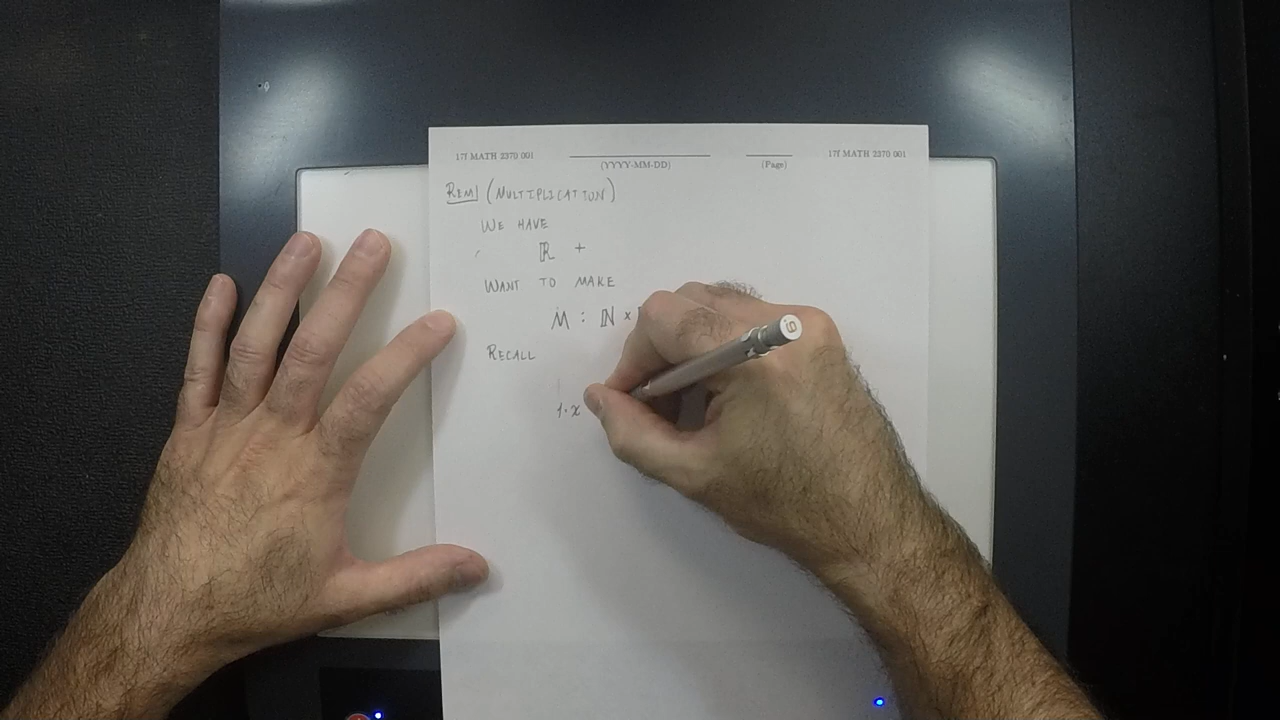 17f MATH 2370 001 (YYYY-MM-DD) (Page) 17f MATH 2370 001
REM (MULTIPLICATION)
WE HAVE
ℝ +
WANT TO MAKE
M : ℕ ×
RECALL
1·x
.9